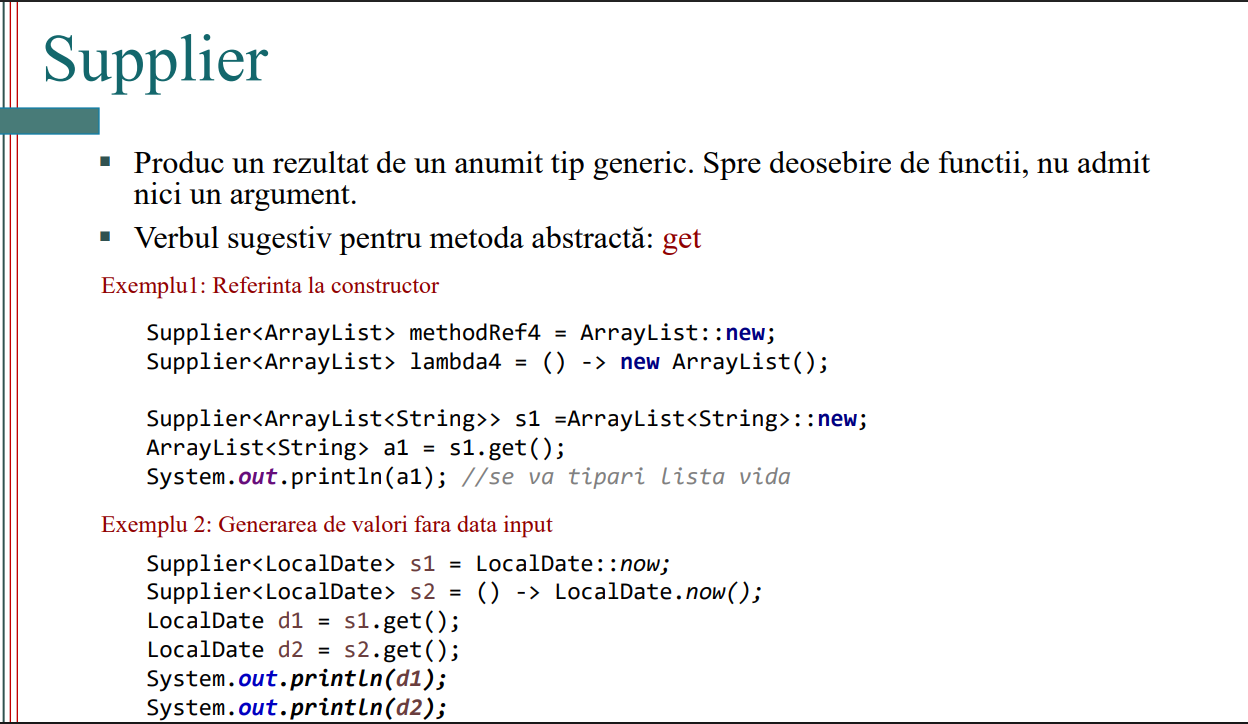 Supplier
▪ Produc un rezultat de un anumit tip generic. Spre deosebire de functii, nu admit
nici un argument.
▪ Verbul sugestiv pentru metoda abstractă: get
Exemplu1: Referinta la constructor
Supplier<ArrayList> methodRef4 = ArrayList::new;
Supplier<ArrayList> lambda4 = () -> new ArrayList();
Supplier<ArrayList<String>> s1 =ArrayList<String>::new;
ArrayList<String> a1 = s1.get();
System.out.println(a1); //se va tipari lista vida
Exemplu 2: Generarea de valori fara data input
Supplier<LocalDate> s1 = LocalDate::now;
Supplier<LocalDate> s2 = () -> LocalDate.now();
LocalDate d1 = s1.get();
LocalDate d2 = s2.get();
System.out.println(d1);
System.out.println(d2);